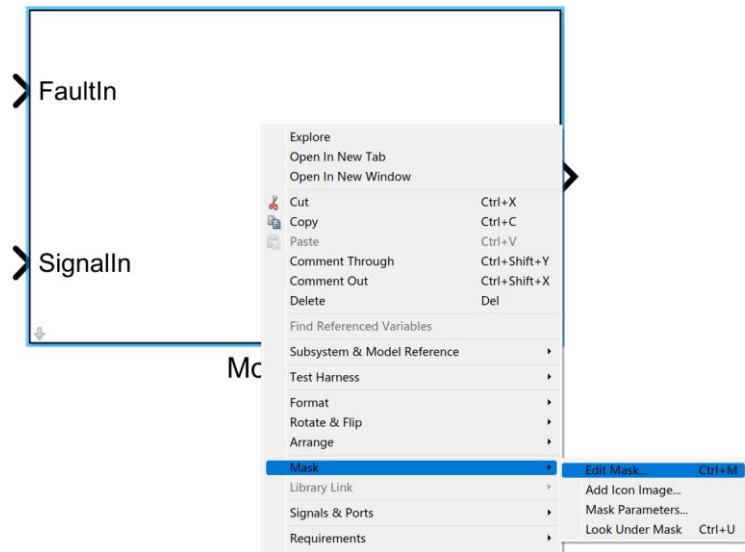 FaultIn
SignalIn
Mo
Explore
Open In New Tab
Open In New Window
Cut Ctrl+X
Copy Ctrl+C
Paste Ctrl+V
Comment Through Ctrl+Shift+Y
Comment Out Ctrl+Shift+X
Delete Del
Find Referenced Variables
Subsystem & Model Reference
Test Harness
Format
Rotate & Flip
Arrange
Mask
Library Link
Signals & Ports
Requirements
Edit Mask... Ctrl+M
Add Icon Image...
Mask Parameters...
Look Under Mask Ctrl+U